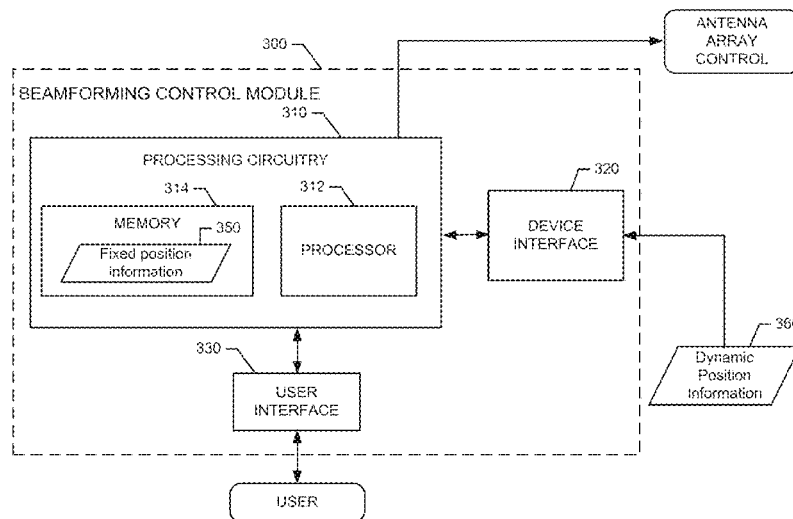 ANTENNA
ARRAY
CONTROL
300
BEAMFORMING CONTROL MODULE
310
PROCESSING CIRCUITRY
314
312
320
MEMORY
350
Fixed position
information
PROCESSOR
DEVICE
INTERFACE
330
360
USER
INTERFACE
Dynamic
Position
Information
USER